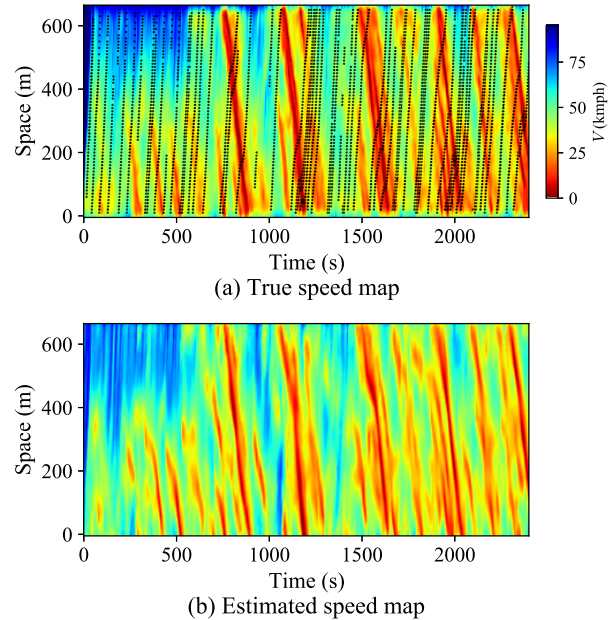 600
400
200
0
Space (m)
0 500 1000 1500 2000
Time (s)
75
50
25
0
V (kmph)
(a) True speed map
600
400
200
0
Space (m)
0 500 1000 1500 2000
Time (s)
(b) Estimated speed map